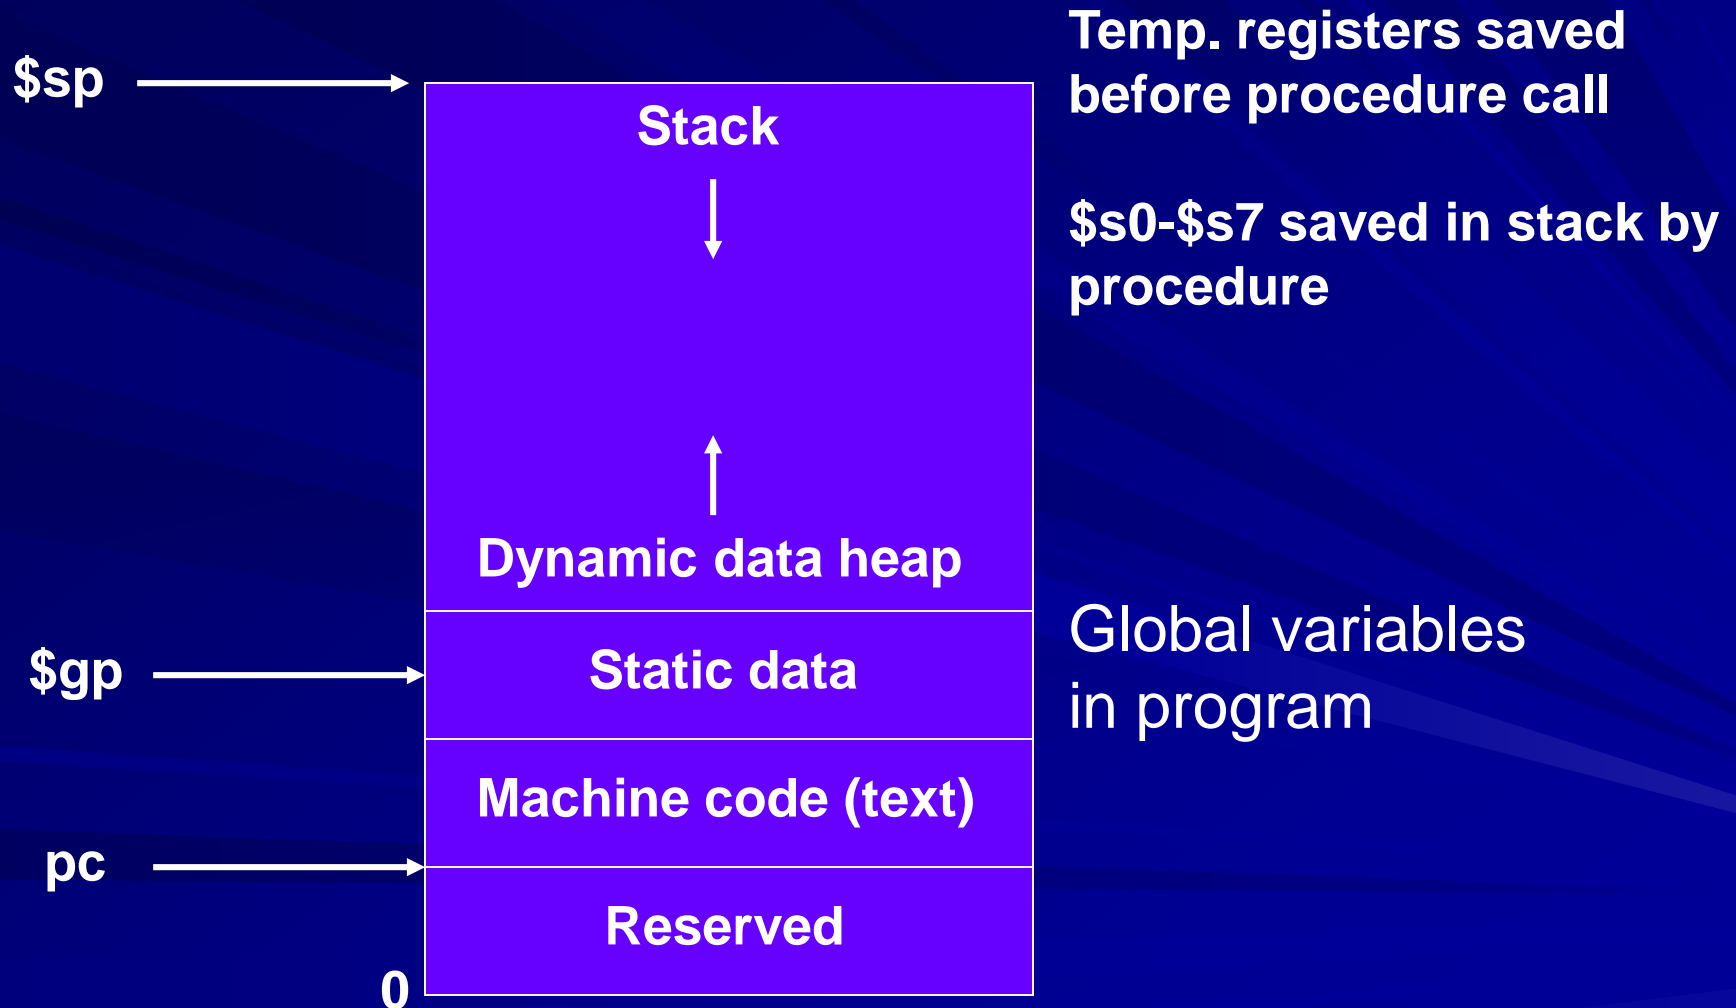 Temp. registers saved
before procedure call
$sp
Stack
$s0-$s7 saved in stack by
procedure
Dynamic data heap
Global variables
in program
$gp
Static data
Machine code (text)
pc
Reserved
0